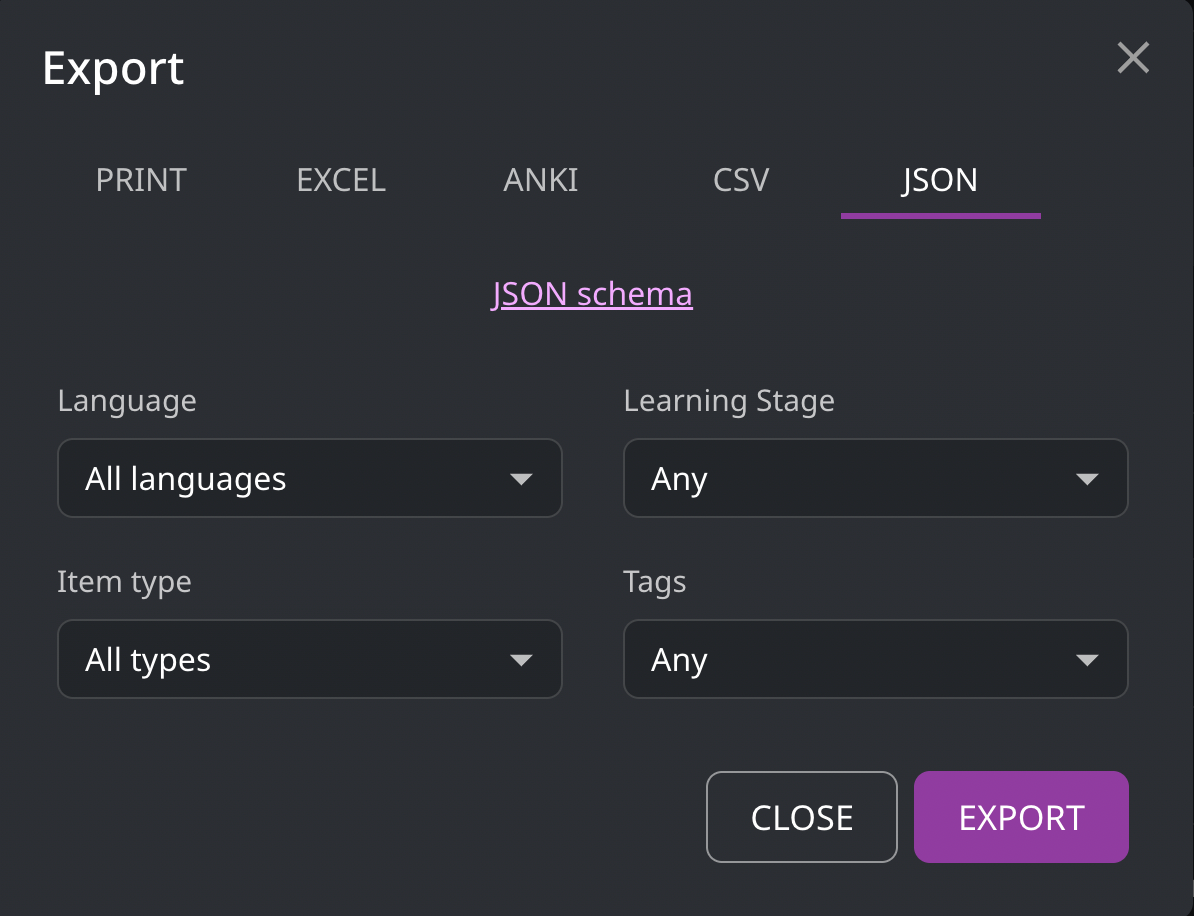 Export
PRINT EXCEL ANKI CSV JSON
JSON schema
Language Learning Stage
All languages Any
Item type Tags
All types Any
CLOSE EXPORT